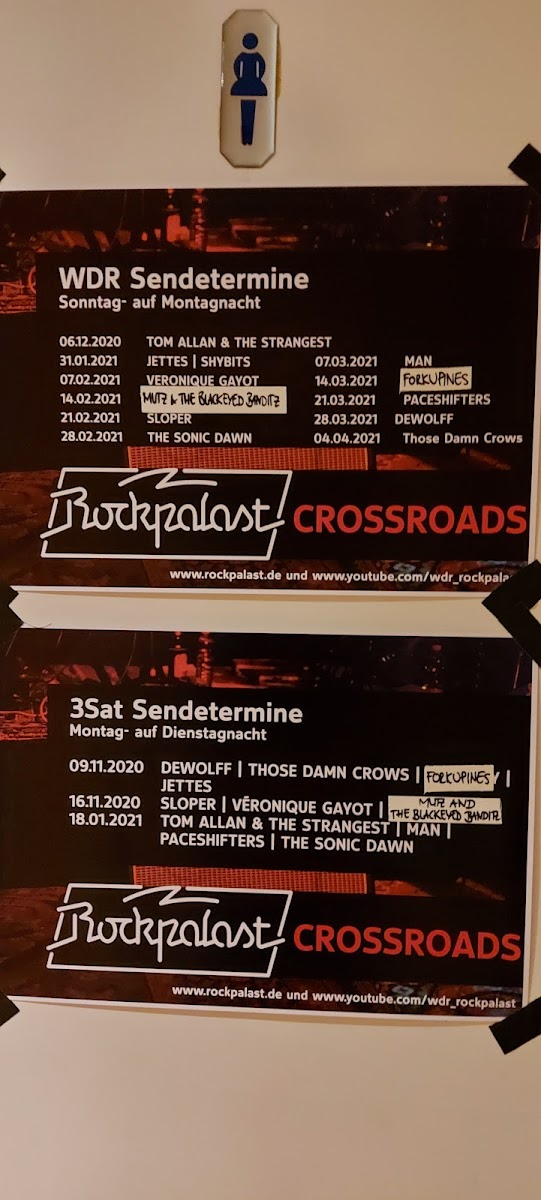 WDR Sendetermine
Sonntag- auf Montagnacht
06.12.2020 TOM ALLAN & THE STRANGEST
31.01.2021 JETTES | SHYBITS
07.02.2021 VERONIQUE GAYOT
14.02.2021 MUTZ & THE BLACKEYED BANDITZ
21.02.2021 SLOPER
28.02.2021 THE SONIC DAWN
07.03.2021 MAN
14.03.2021 FORKUPINES
21.03.2021 PACESHIFTERS
28.03.2021 DEWOLFF
04.04.2021 Those Damn Crows
Rockpalast CROSSROADS
www.rockpalast.de und www.youtube.com/wdr_rockpala
3Sat Sendetermine
Montag- auf Dienstagnacht
09.11.2020 DEWOLFF | THOSE DAMN CROWS | FORKUPINES |
JETTES
16.11.2020 SLOPER | VÉRONIQUE GAYOT | MUTZ AND
THE BLACKEYED BANDITZ
18.01.2021 TOM ALLAN & THE STRANGEST | MAN |
PACESHIFTERS | THE SONIC DAWN
Rockpalast CROSSROADS
www.rockpalast.de und www.youtube.com/wdr_rockpalast